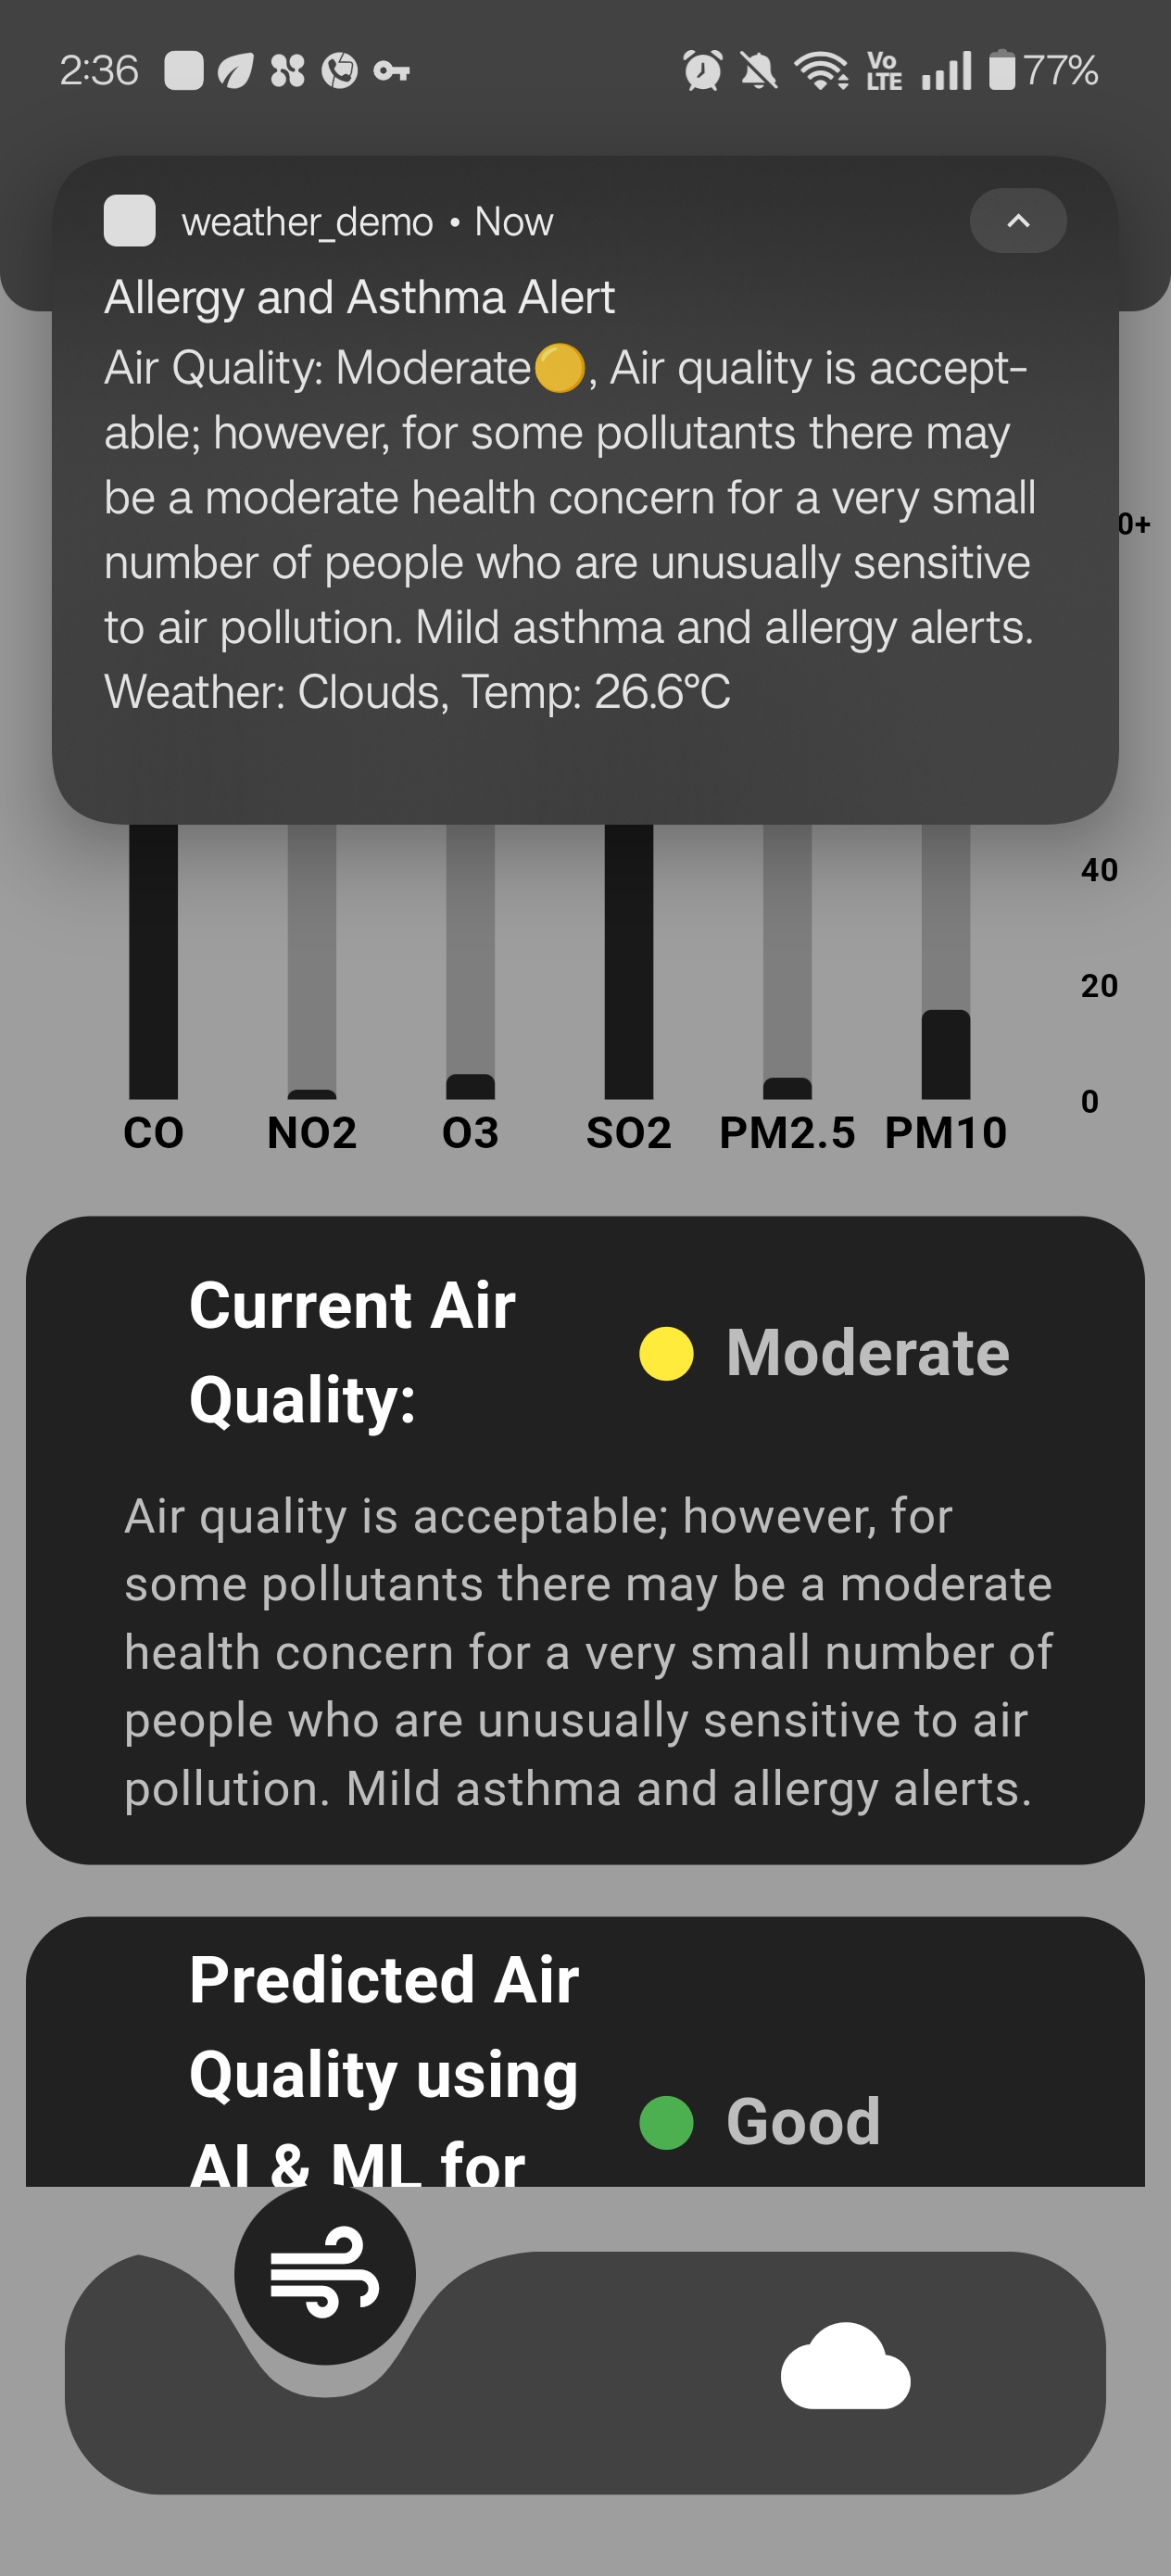 2:36 Vo LTE 77%
weather_demo • Now
Allergy and Asthma Alert
Air Quality: Moderate🟡, Air quality is accept-
able; however, for some pollutants there may
be a moderate health concern for a very small
number of people who are unusually sensitive
to air pollution. Mild asthma and allergy alerts.
Weather: Clouds, Temp: 26.6°C
0+
40
20
0
CO NO2 O3 SO2 PM2.5 PM10
Current Air
Quality:
Moderate
Air quality is acceptable; however, for
some pollutants there may be a moderate
health concern for a very small number of
people who are unusually sensitive to air
pollution. Mild asthma and allergy alerts.
Predicted Air
Quality using
AI & ML for
Good